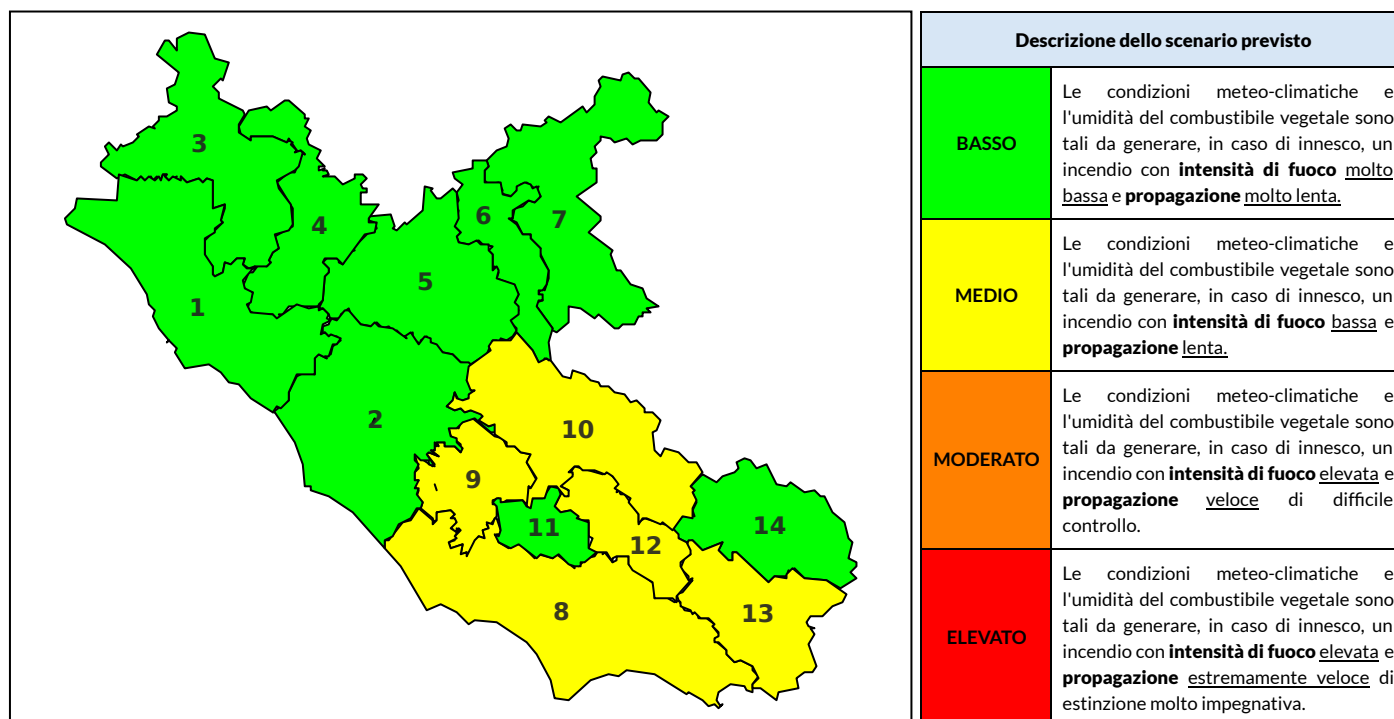 3
4
6
7
5
1
2
10
9
11
14
12
8
13
Descrizione dello scenario previsto
BASSO
Le condizioni meteo-climatiche e
l'umidità del combustibile vegetale sono
tali da generare, in caso di innesco, un
incendio con intensità di fuoco molto
bassa e propagazione molto lenta.
MEDIO
Le condizioni meteo-climatiche e
l'umidità del combustibile vegetale sono
tali da generare, in caso di innesco, un
incendio con intensità di fuoco bassa e
propagazione lenta.
MODERATO
Le condizioni meteo-climatiche e
l'umidità del combustibile vegetale sono
tali da generare, in caso di innesco, un
incendio con intensità di fuoco elevata e
propagazione veloce di difficile
controllo.
ELEVATO
Le condizioni meteo-climatiche e
l'umidità del combustibile vegetale sono
tali da generare, in caso di innesco, un
incendio con intensità di fuoco elevata e
propagazione estremamente veloce di
estinzione molto impegnativa.